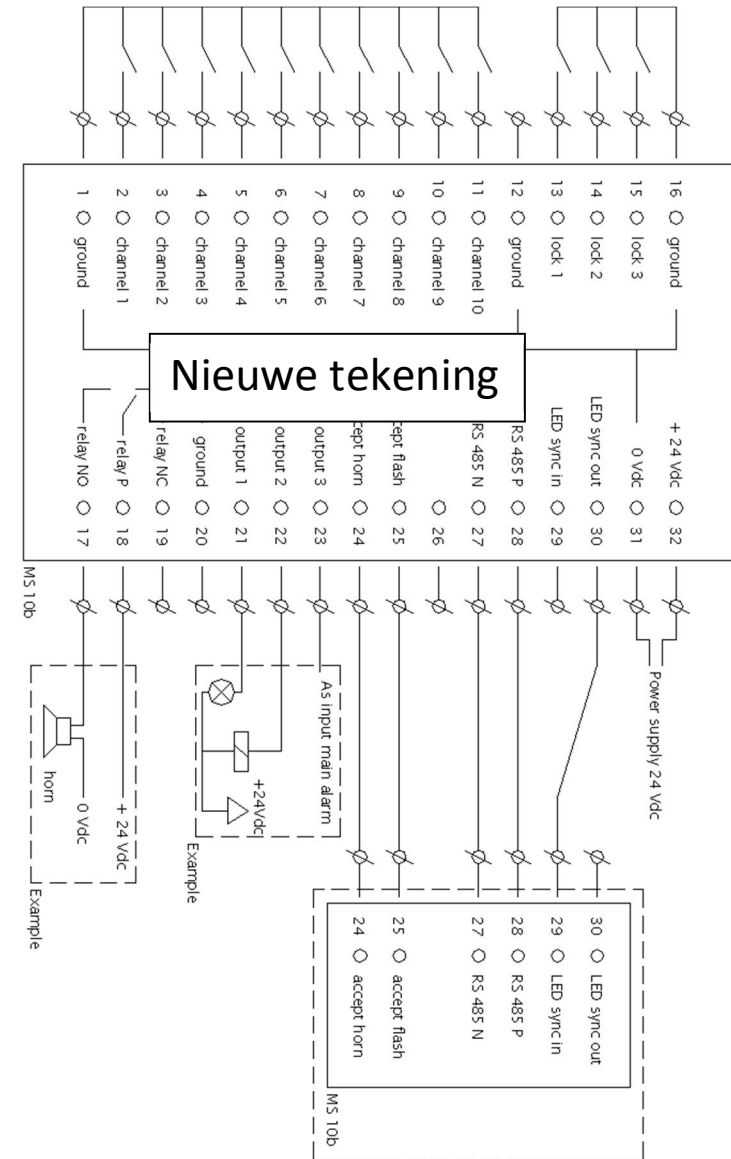 1 ground
2 channel 1
3 channel 2
4 channel 3
5 channel 4
6 channel 5
7 channel 6
8 channel 7
9 channel 8
10 channel 9
11 channel 10
12 ground
13 lock 1
14 lock 2
15 lock 3
16 ground
Nieuwe tekening
relay NO 17
relay P 18
relay NC 19
ground 20
output 1 21
output 2 22
output 3 23
cept horn 24
cept flash 25
26
RS 485 N 27
RS 485 P 28
LED sync in 29
LED sync out 30
0 Vdc 31
+ 24 Vdc 32
MS 10b
Power supply 24 Vdc
As input main alarm
+24Vdc
Example
horn
0 Vdc
+ 24 Vdc
Example
24 accept horn
25 accept flash
27 RS 485 N
28 RS 485 P
29 LED sync in
30 LED sync out
MS 10b